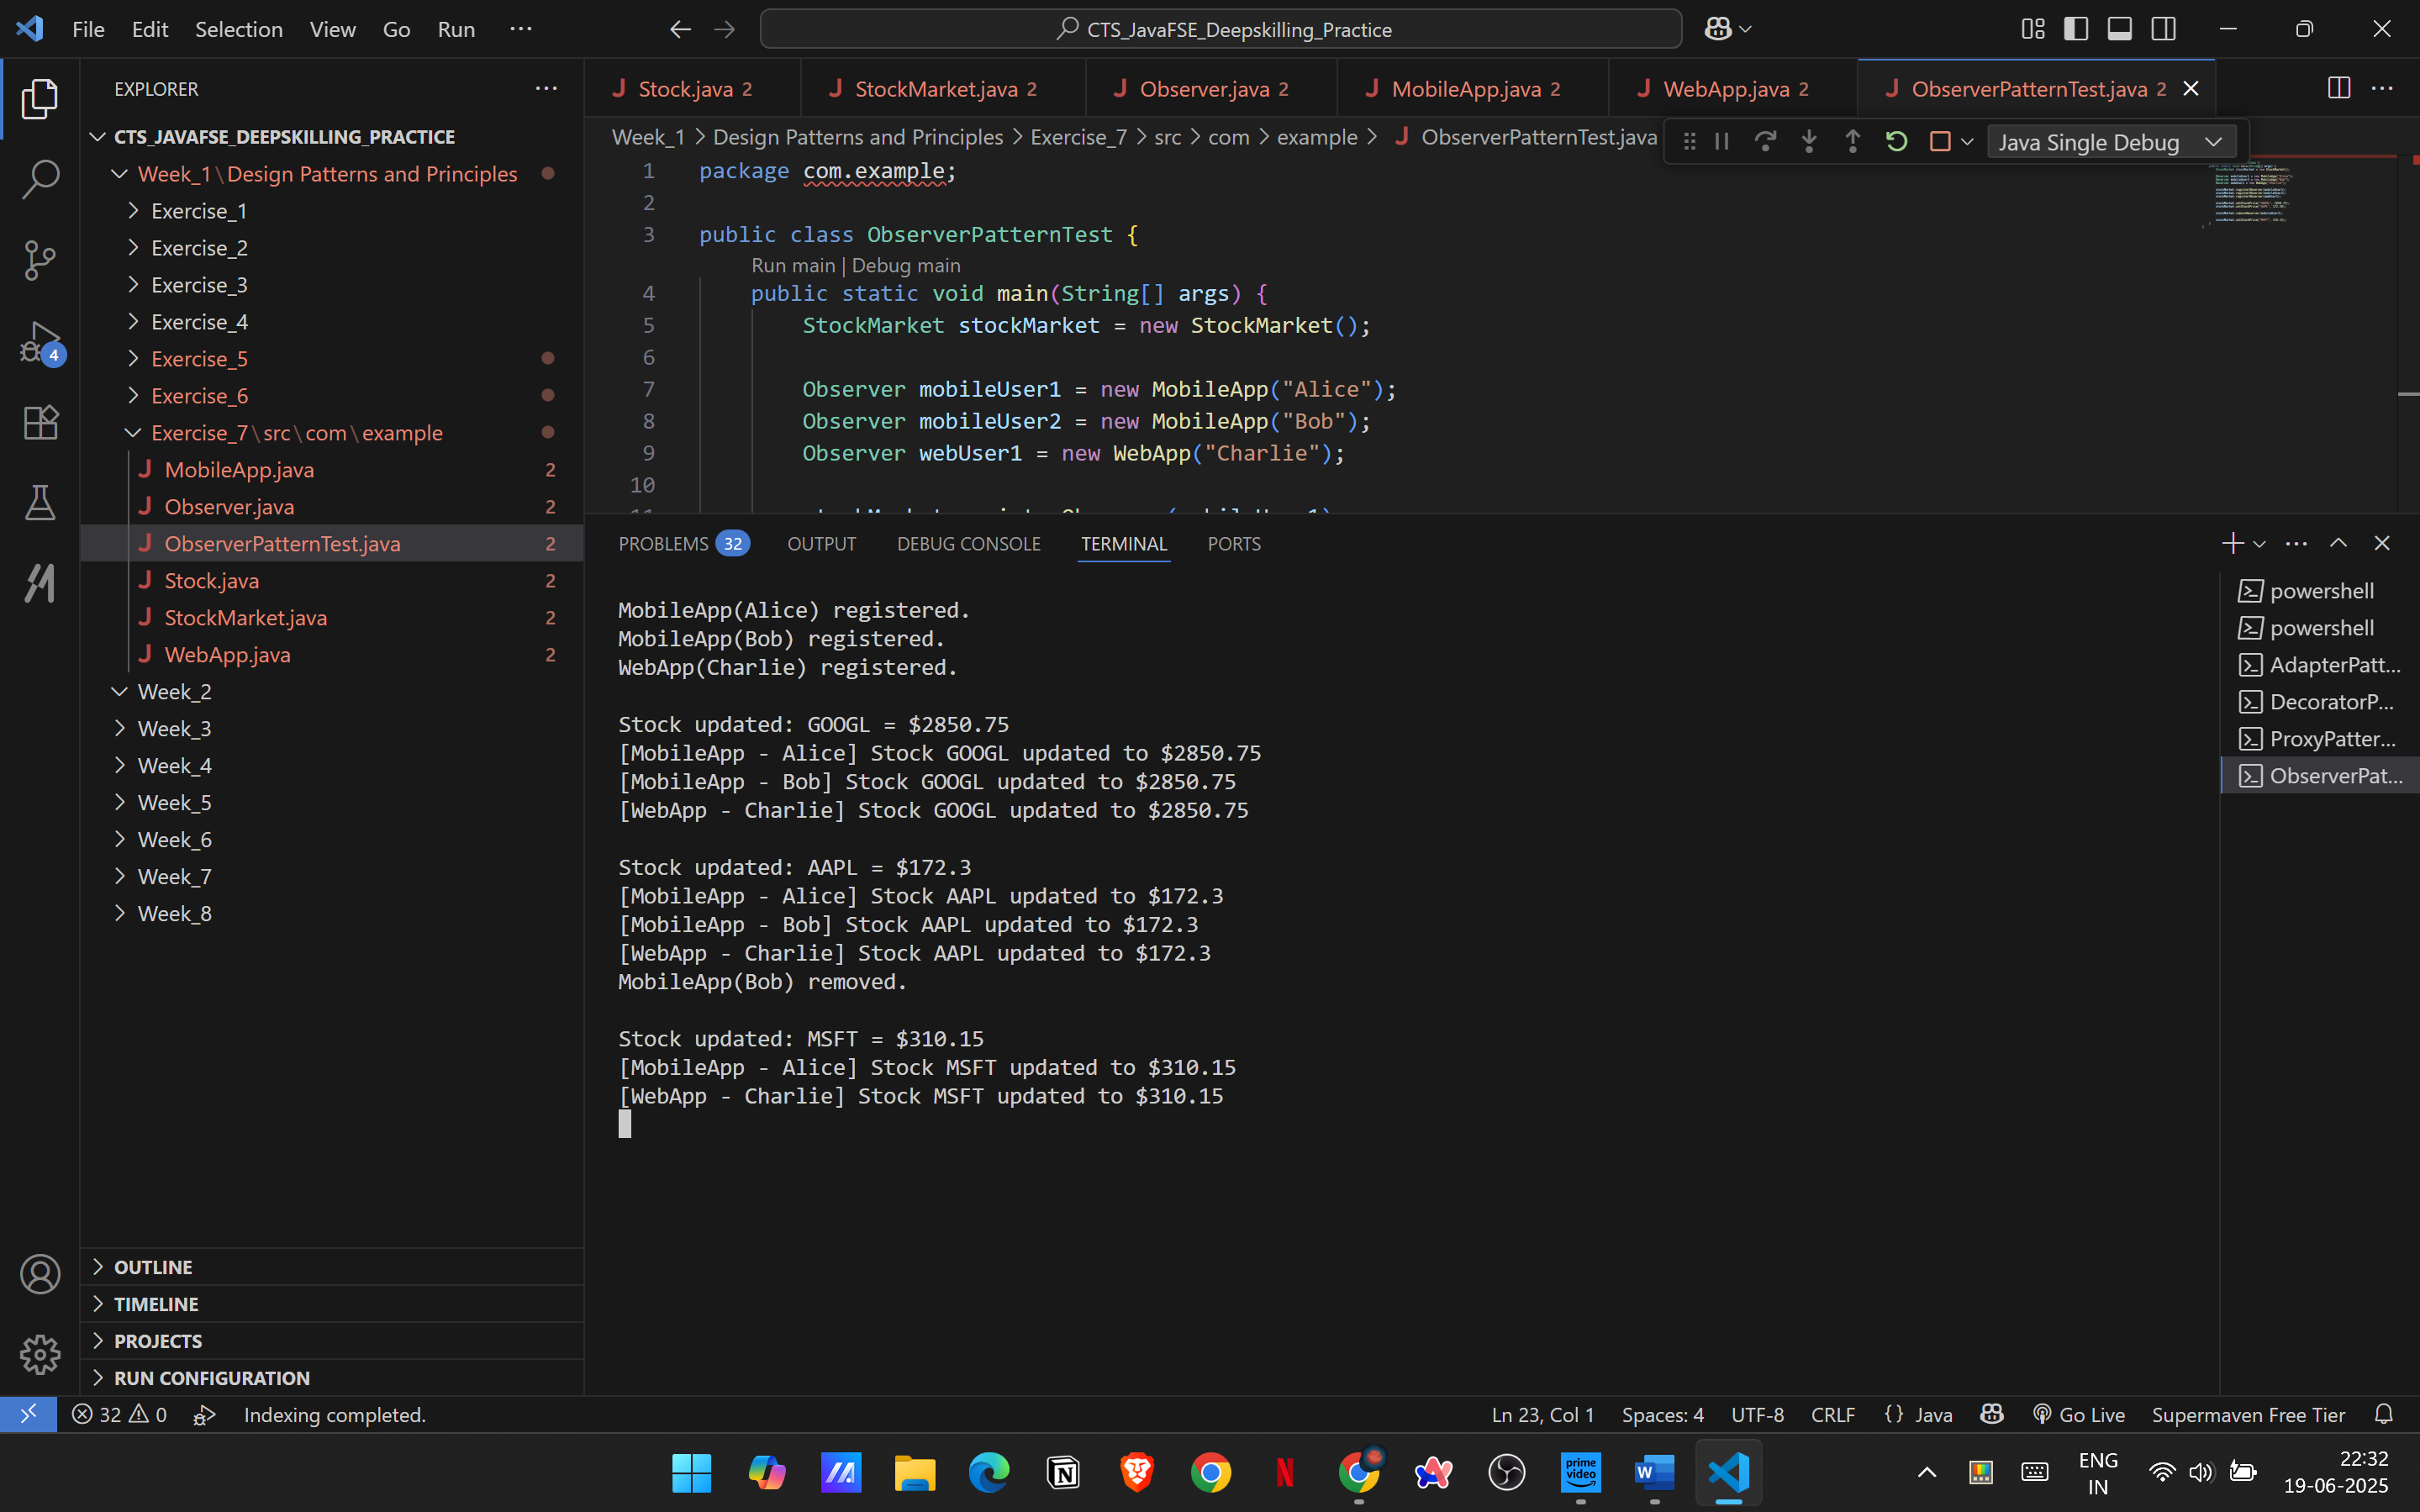 File Edit Selection View Go Run ··· CTS_JavaFSE_Deepskilling_Practice
EXPLORER ···
CTS_JAVAFSE_DEEPSKILLING_PRACTICE
Week_1\Design Patterns and Principles
Exercise_1
Exercise_2
Exercise_3
Exercise_4
Exercise_5
Exercise_6
Exercise_7\src\com\example
J MobileApp.java 2
J Observer.java 2
J ObserverPatternTest.java 2
J Stock.java 2
J StockMarket.java 2
J WebApp.java 2
Week_2
Week_3
Week_4
Week_5
Week_6
Week_7
Week_8
OUTLINE
TIMELINE
PROJECTS
RUN CONFIGURATION
4
J Stock.java 2 J StockMarket.java 2 J Observer.java 2 J MobileApp.java 2 J WebApp.java 2 J ObserverPatternTest.java 2
Week_1 > Design Patterns and Principles > Exercise_7 > src > com > example > J ObserverPatternTest.java
Java Single Debug
1 package com.example;
2
3 public class ObserverPatternTest {
Run main | Debug main
4 public static void main(String[] args) {
5 StockMarket stockMarket = new StockMarket();
6
7 Observer mobileUser1 = new MobileApp("Alice");
8 Observer mobileUser2 = new MobileApp("Bob");
9 Observer webUser1 = new WebApp("Charlie");
10
PROBLEMS 32 OUTPUT DEBUG CONSOLE TERMINAL PORTS
MobileApp(Alice) registered.
MobileApp(Bob) registered.
WebApp(Charlie) registered.
Stock updated: GOOGL = $2850.75
[MobileApp - Alice] Stock GOOGL updated to $2850.75
[MobileApp - Bob] Stock GOOGL updated to $2850.75
[WebApp - Charlie] Stock GOOGL updated to $2850.75
Stock updated: AAPL = $172.3
[MobileApp - Alice] Stock AAPL updated to $172.3
[MobileApp - Bob] Stock AAPL updated to $172.3
[WebApp - Charlie] Stock AAPL updated to $172.3
MobileApp(Bob) removed.
Stock updated: MSFT = $310.15
[MobileApp - Alice] Stock MSFT updated to $310.15
[WebApp - Charlie] Stock MSFT updated to $310.15
powershell
powershell
AdapterPatt...
DecoratorP...
ProxyPatter...
ObserverPat...
32 0 Indexing completed. Ln 23, Col 1 Spaces: 4 UTF-8 CRLF {} Java Go Live Supermaven Free Tier
prime video
ENG
IN
22:32
19-06-2025